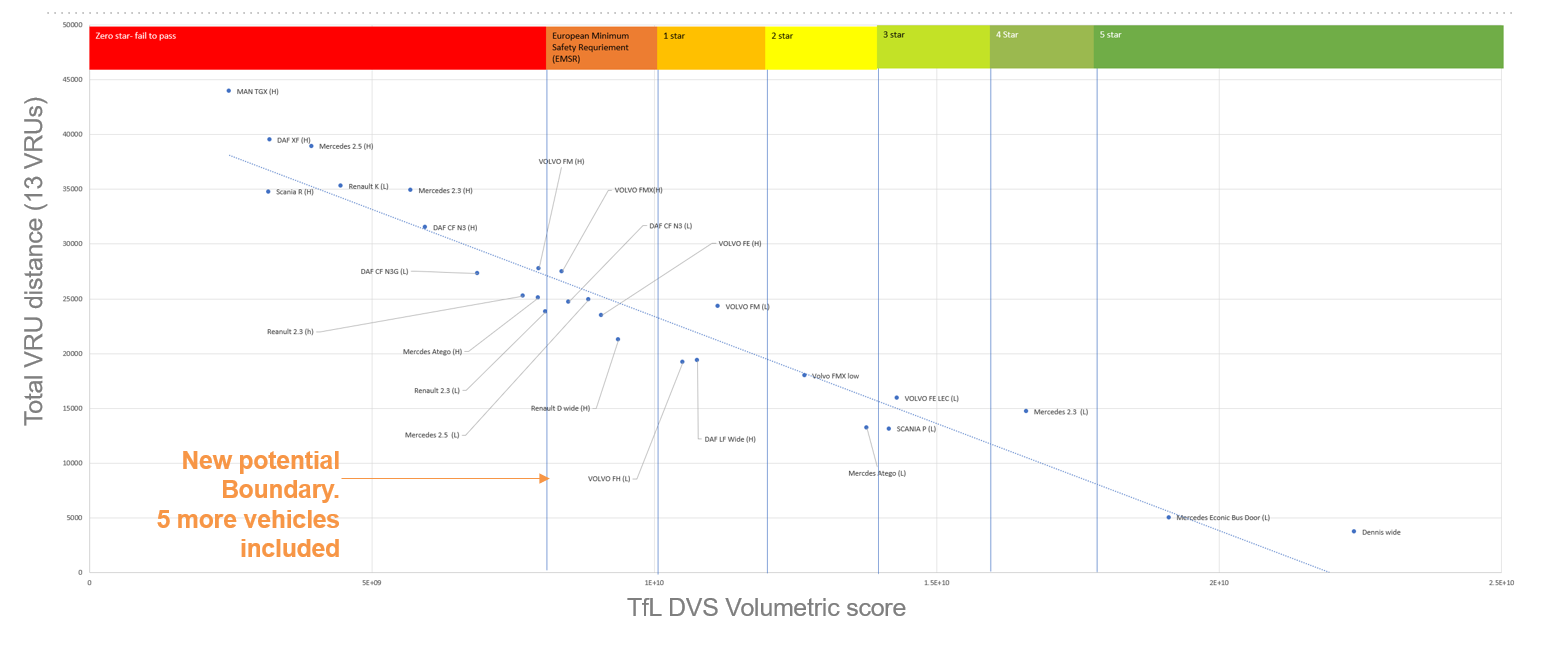 Zero star- fail to pass
European Minimum
Safety Requriement
(EMSR)
1 star
2 star
3 star
4 Star
5 star
50000
45000
40000
35000
30000
25000
20000
15000
10000
5000
0
Total VRU distance (13 VRUs)
MAN TGX (H)
DAF XF (H)
Mercedes 2.5 (H)
VOLVO FM (H)
Scania R (H)
Renault K (L)
Mercedes 2.3 (H)
VOLVO FMX(H)
DAF CF N3 (H)
DAF CF N3 (L)
VOLVO FE (H)
DAF CF N3G (L)
VOLVO FM (L)
Reanult 2.3 (h)
Mercdes Atego (H)
Volvo FMX low
Renault 2.3 (L)
VOLVO FE LEC (L)
Renault D wide (H)
Mercedes 2.3 (L)
SCANIA P (L)
Mercedes 2.5 (L)
DAF LF Wide (H)
Mercdes Atego (L)
VOLVO FH (L)
New potential
Boundary.
5 more vehicles
included
Mercedes Econic Bus Door (L)
Dennis wide
0
5E+09
1E+10
1.5E+10
2E+10
2.5E+10
TfL DVS Volumetric score